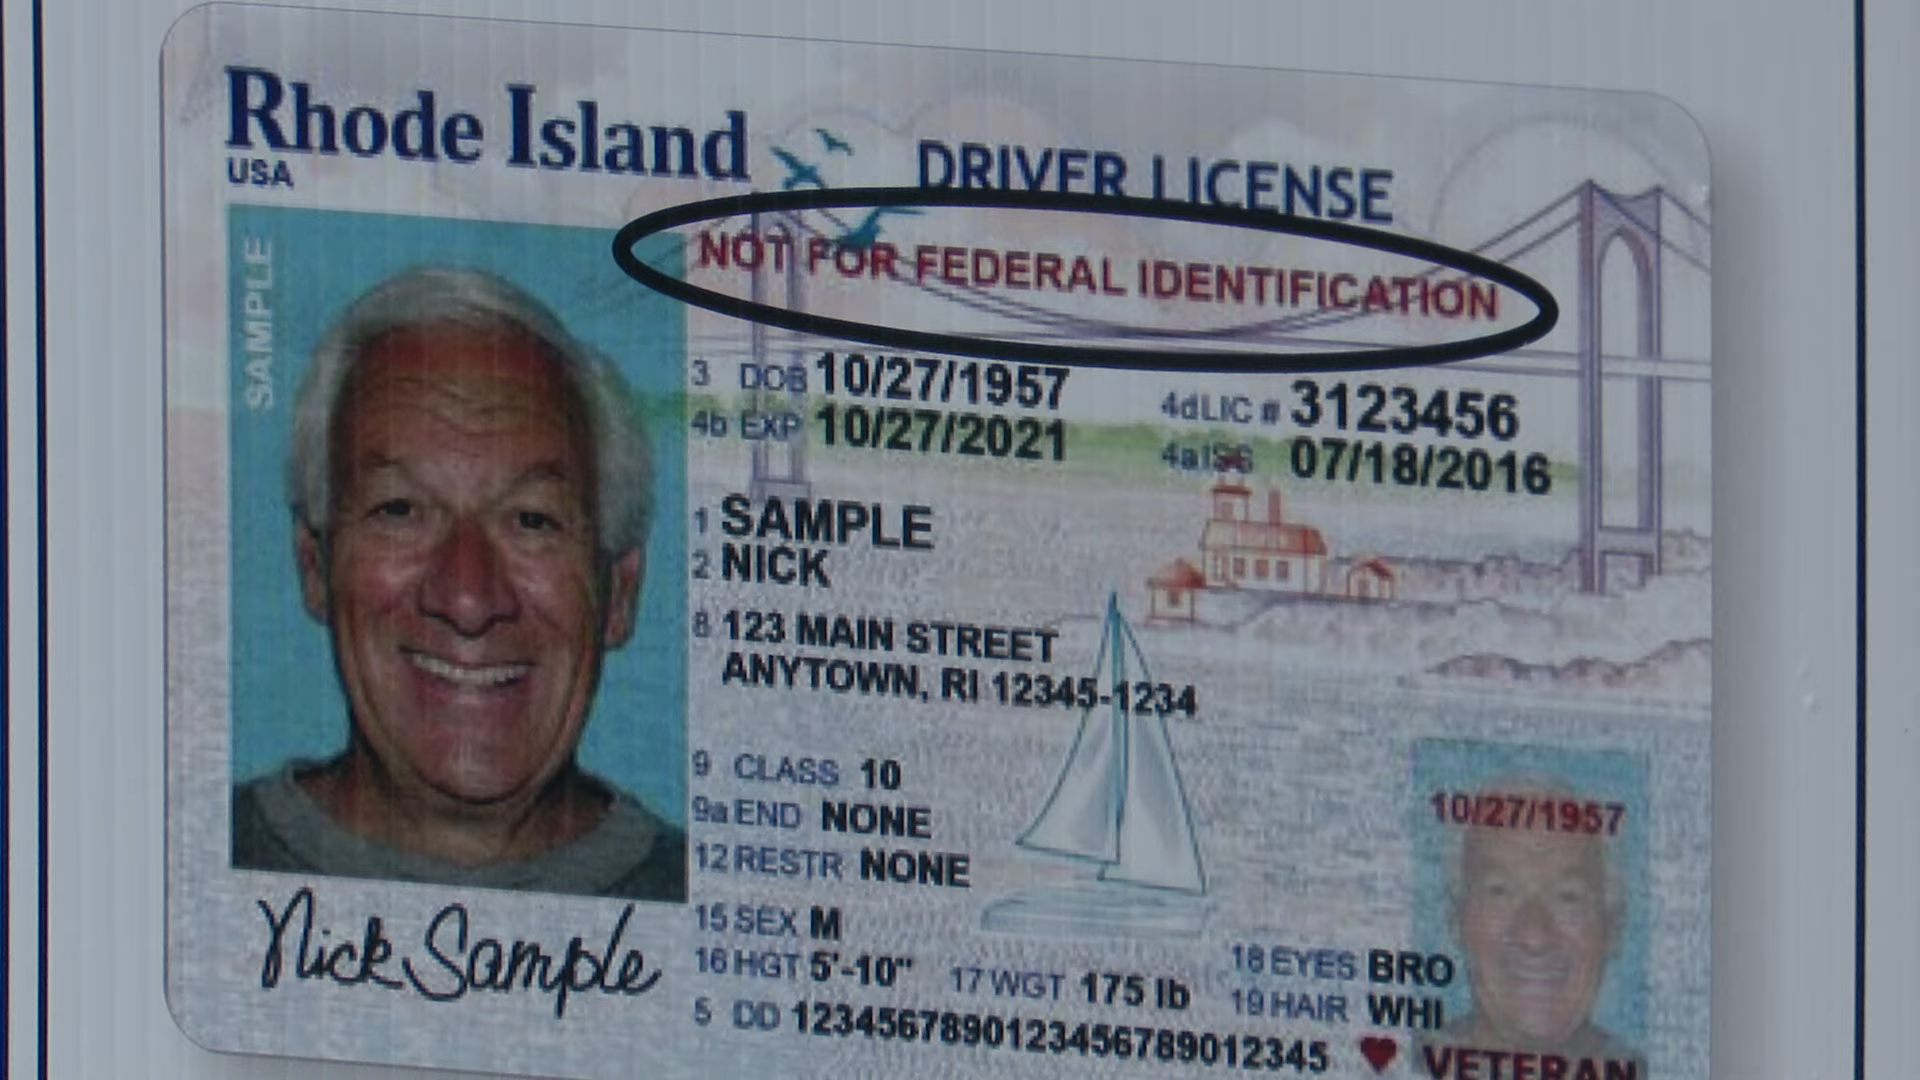 Rhode Island
USA
DRIVER LICENSE
NOT FOR FEDERAL IDENTIFICATION
SAMPLE
3 DOB 10/27/1957
4d LIC # 3123456
4b EXP 10/27/2021
4a ISS 07/18/2016
1 SAMPLE
2 NICK
8 123 MAIN STREET
ANYTOWN, RI 12345-1234
9 CLASS 10
9a END NONE
12 RESTR NONE
10/27/1957
15 SEX M
16 HGT 5'-10"
17 WGT 175 lb
18 EYES BRO
19 HAIR WHI
5 DD 1234567890123456789012345
VETERAN
Nick Sample